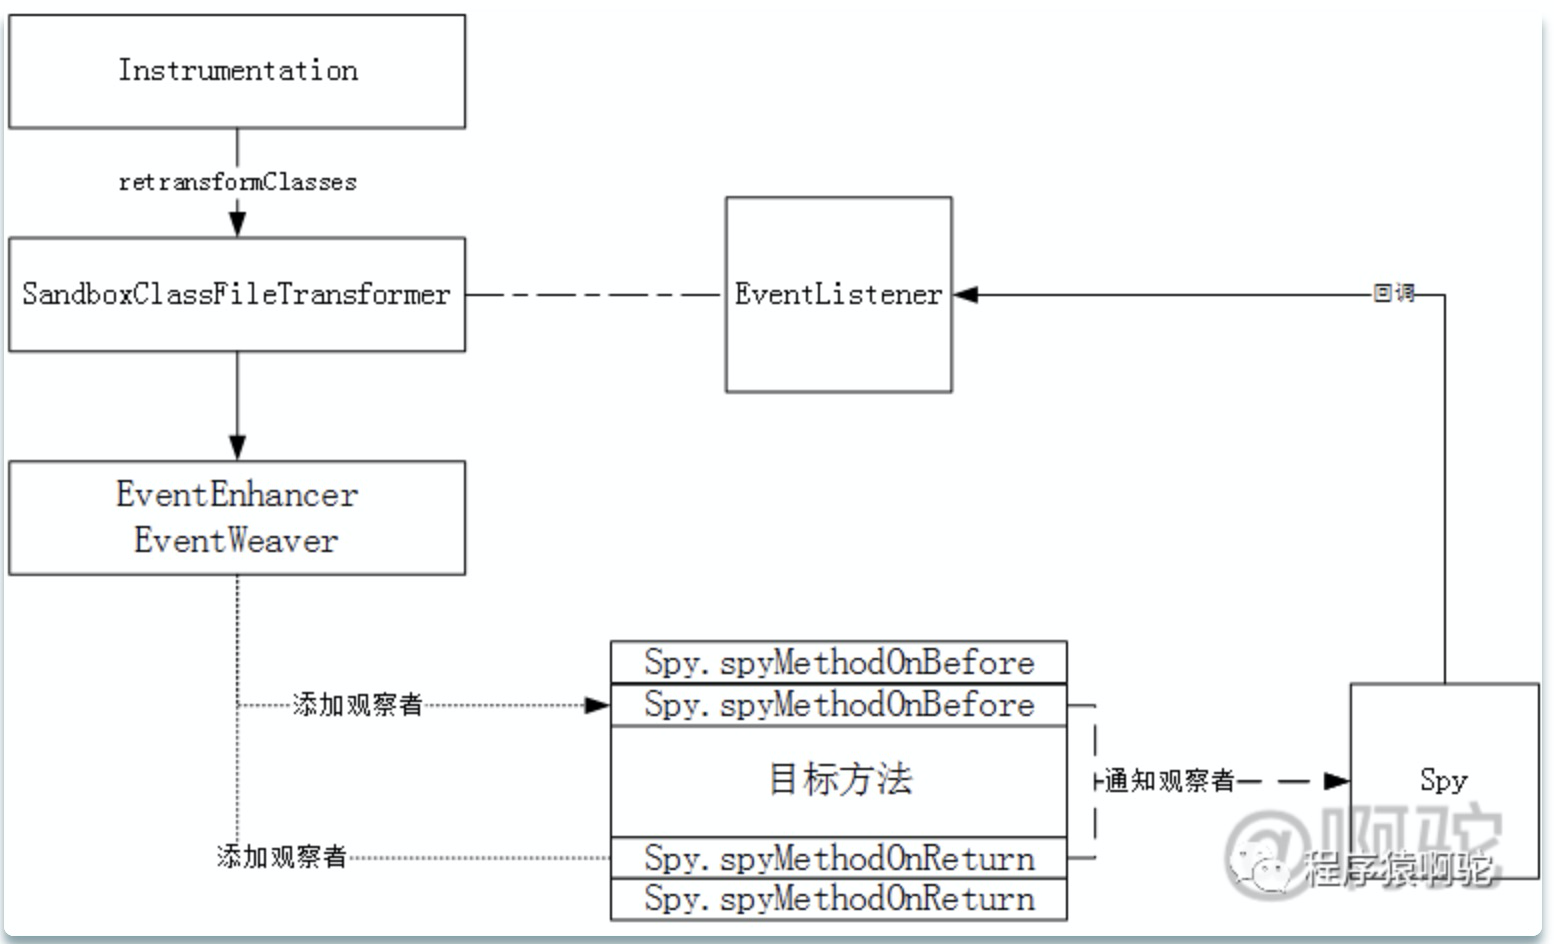 Instrumentation
retransformClasses
SandboxClassFileTransformer
EventListener
回调
EventEnhancer
EventWeaver
Spy.spyMethodOnBefore
添加观察者
Spy.spyMethodOnBefore
目标方法
通知观察者
Spy
添加观察者
Spy.spyMethodOnReturn
Spy.spyMethodOnReturn
@啊驼
程序猿啊驼